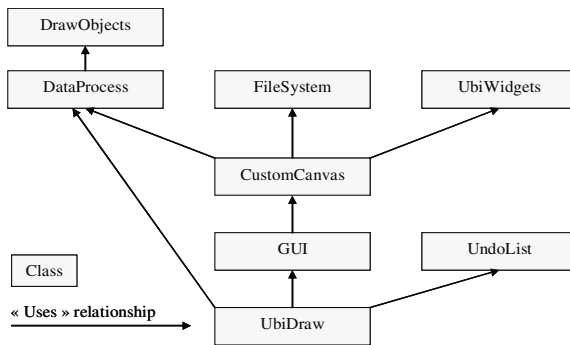 DrawObjects
DataProcess
FileSystem
UbiWidgets
CustomCanvas
GUI
UndoList
Class
« Uses » relationship
UbiDraw